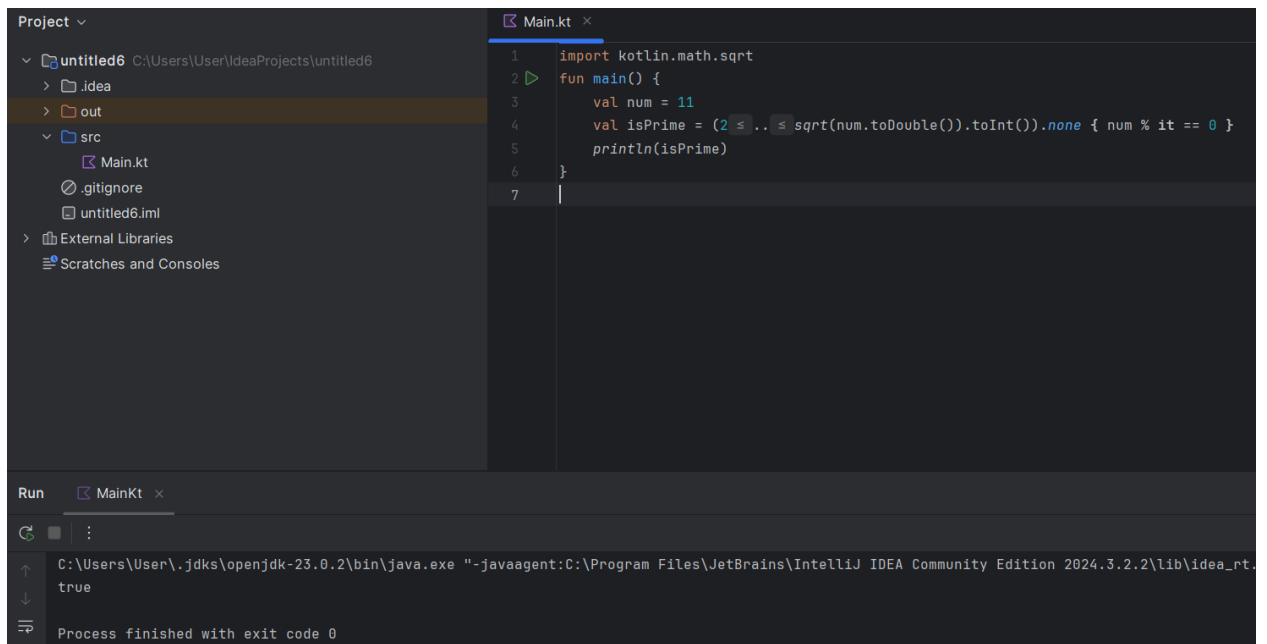 Project
Main.kt
untitled6 C:\Users\User\IdeaProjects\untitled6
.idea
out
src
Main.kt
.gitignore
untitled6.iml
External Libraries
Scratches and Consoles
1 import kotlin.math.sqrt
2 fun main() {
3 val num = 11
4 val isPrime = (2 ≤ .. ≤ sqrt(num.toDouble()).toInt()).none { num % it == 0 }
5 println(isPrime)
6 }
7
Run MainKt
C:\Users\User\.jdks\openjdk-23.0.2\bin\java.exe "-javaagent:C:\Program Files\JetBrains\IntelliJ IDEA Community Edition 2024.3.2.2\lib\idea_rt.
true
Process finished with exit code 0